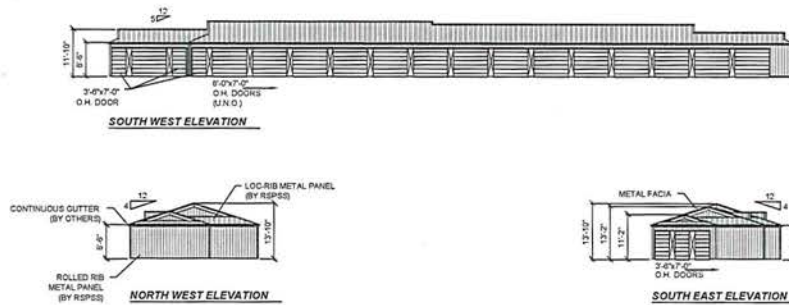 12
5
11'-10"
8'-6"
3'-6"x7'-0"
O.H. DOOR
8'-0"x7'-0"
O.H. DOORS
(U.N.O.)
SOUTH WEST ELEVATION
12
4
CONTINUOUS GUTTER
(BY OTHERS)
LOC-RIB METAL PANEL
(BY RSPSS)
8'-6"
13'-10"
ROLLED RIB
METAL PANEL
(BY RSPSS)
NORTH WEST ELEVATION
METAL FACIA
12
4
13'-10"
13'-2"
11'-2"
3'-6"x7'-0"
O.H. DOORS
SOUTH EAST ELEVATION